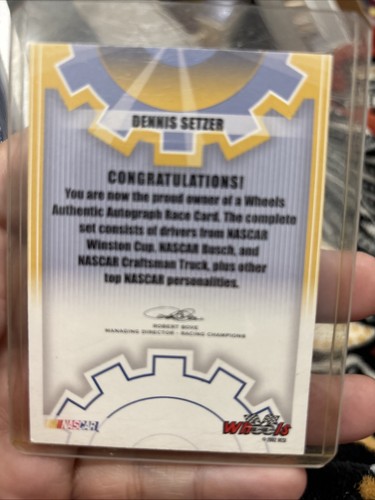 DENNIS SETZER
CONGRATULATIONS!
You are now the proud owner of a Wheels
Authentic Autograph Race Card. The complete
set consists of drivers from NASCAR
Winston Cup, NASCAR Busch, and
NASCAR Craftsman Truck, plus other
top NASCAR personalities.
MANAGING DIRECTOR - RACING CHAMPIONS
NASCAR
Wheels